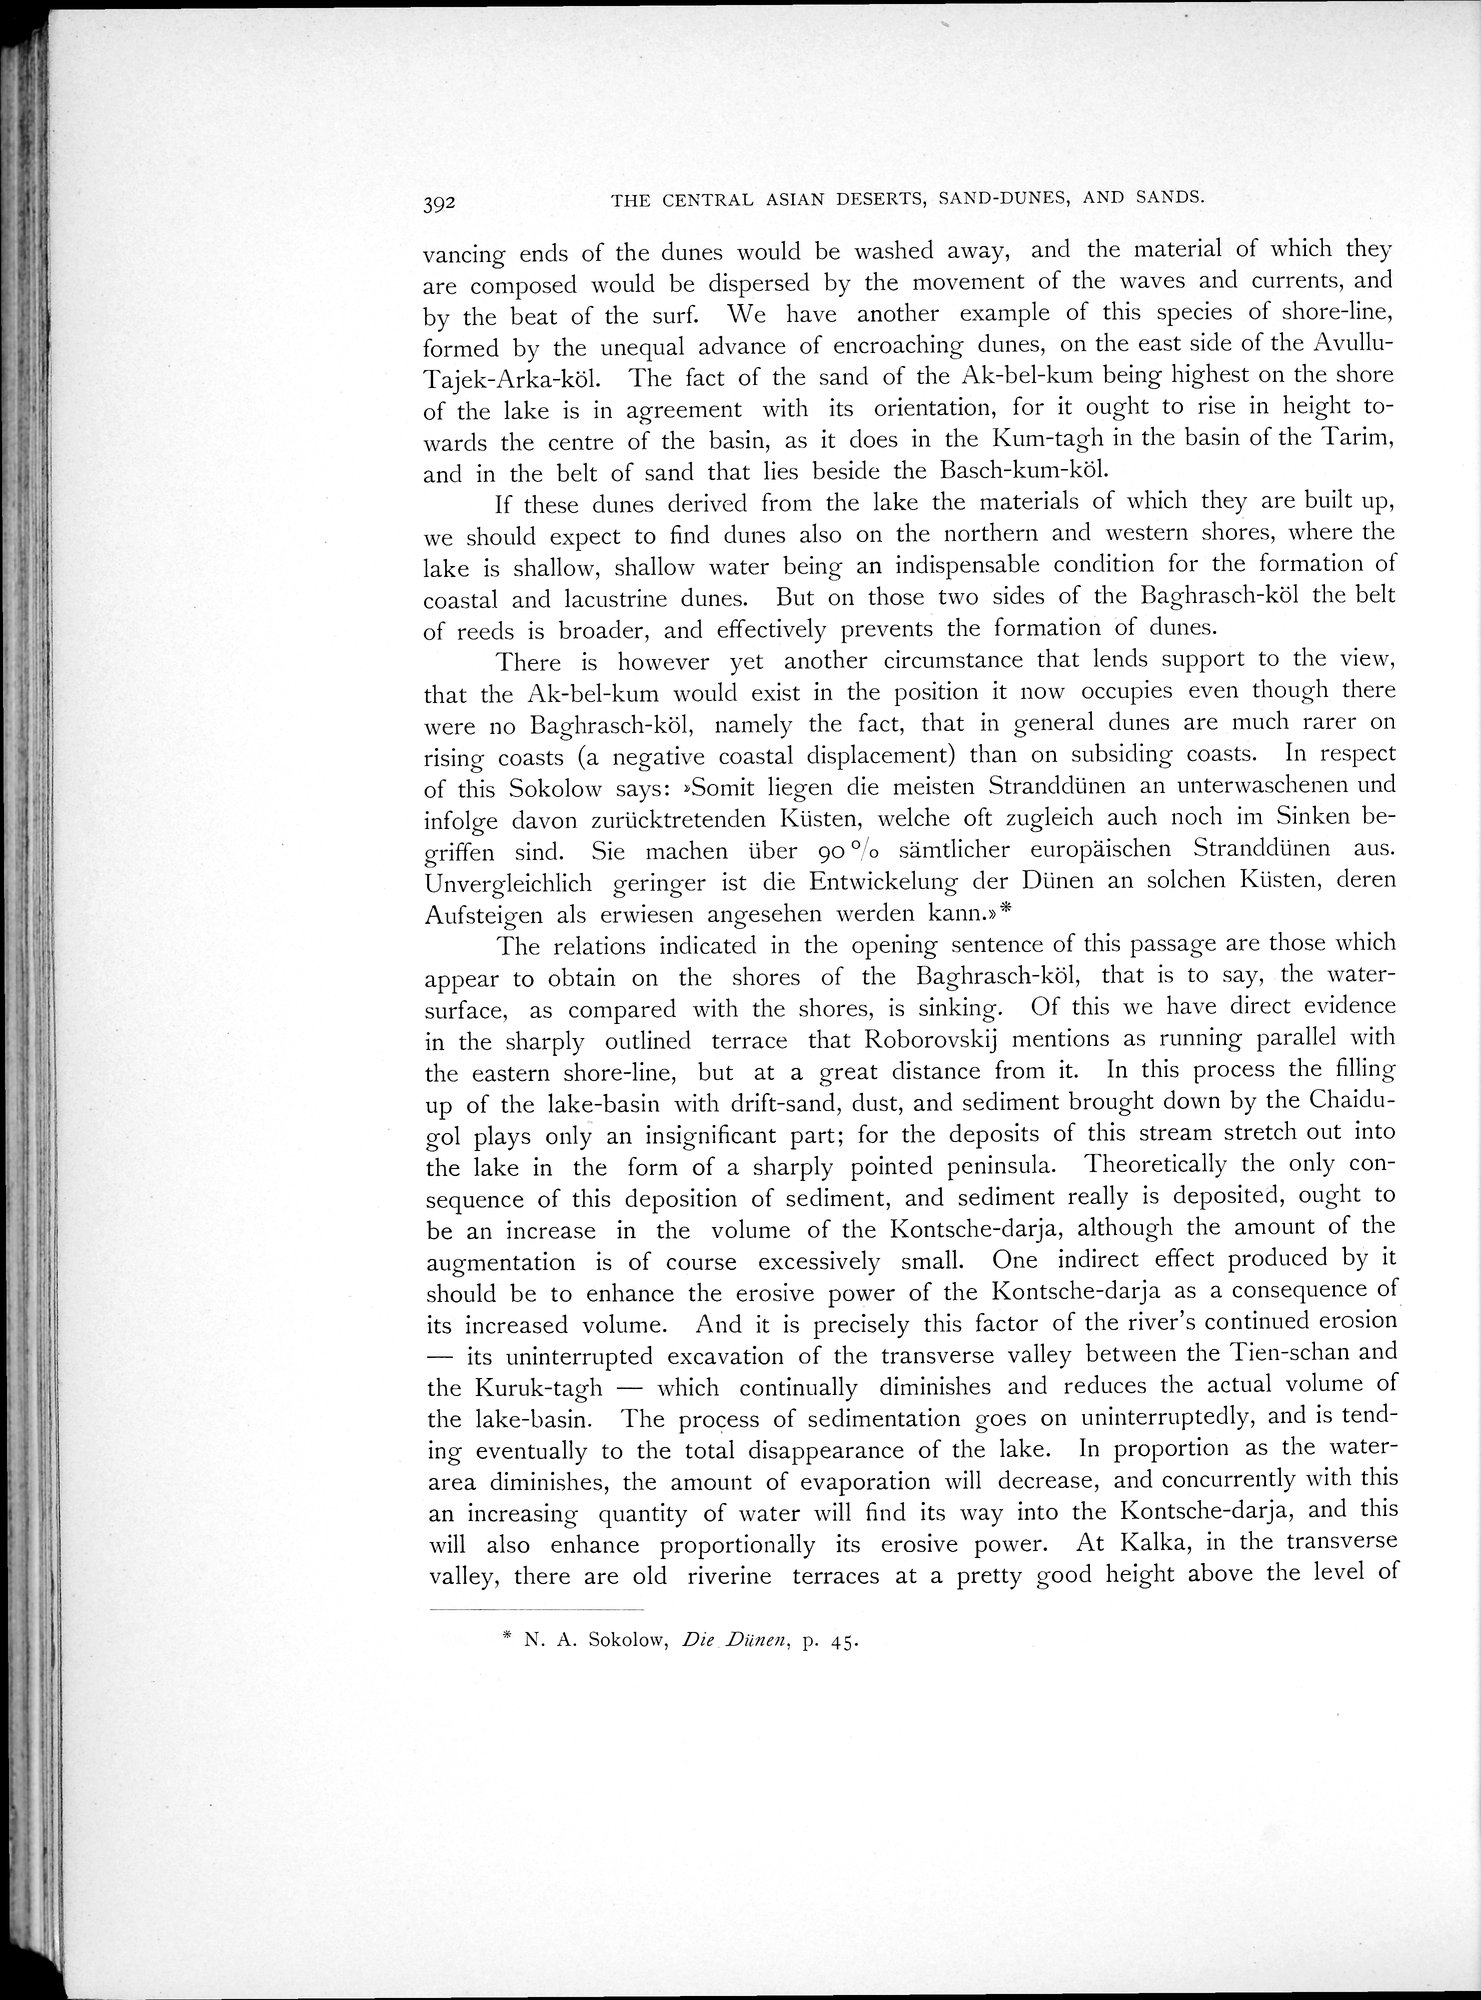 392 THE CENTRAL ASIAN DESERTS, SAND-DUNES, AND SANDS.
vancing ends of the dunes would be washed away, and the material of which they
are composed would be dispersed by the movement of the waves and currents, and
by the beat of the surf. We have another example of this species of shore-line,
formed by the unequal advance of encroaching dunes, on the east side of the Avullu-
Tajek-Arka-köl. The fact of the sand of the Ak-bel-kum being highest on the shore
of the lake is in agreement with its orientation, for it ought to rise in height to-
wards the centre of the basin, as it does in the Kum-tagh in the basin of the Tarim,
and in the belt of sand that lies beside the Basch-kum-köl.
If these dunes derived from the lake the materials of which they are built up,
we should expect to find dunes also on the northern and western shores, where the
lake is shallow, shallow water being an indispensable condition for the formation of
coastal and lacustrine dunes. But on those two sides of the Baghrasch-köl the belt
of reeds is broader, and effectively prevents the formation of dunes.
There is however yet another circumstance that lends support to the view,
that the Ak-bel-kum would exist in the position it now occupies even though there
were no Baghrasch-köl, namely the fact, that in general dunes are much rarer on
rising coasts (a negative coastal displacement) than on subsiding coasts. In respect
of this Sokolow says: »Somit liegen die meisten Stranddünen an unterwaschenen und
infolge davon zurücktretenden Küsten, welche oft zugleich auch noch im Sinken be-
griffen sind. Sie machen über 90 % sämtlicher europäischen Stranddünen aus.
Unvergleichlich geringer ist die Entwickelung der Dünen an solchen Küsten, deren
Aufsteigen als erwiesen angesehen werden kann.»*
The relations indicated in the opening sentence of this passage are those which
appear to obtain on the shores of the Baghrasch-köl, that is to say, the water-
surface, as compared with the shores, is sinking. Of this we have direct evidence
in the sharply outlined terrace that Roborovskij mentions as running parallel with
the eastern shore-line, but at a great distance from it. In this process the filling
up of the lake-basin with drift-sand, dust, and sediment brought down by the Chaidu-
gol plays only an insignificant part; for the deposits of this stream stretch out into
the lake in the form of a sharply pointed peninsula. Theoretically the only con-
sequence of this deposition of sediment, and sediment really is deposited, ought to
be an increase in the volume of the Kontsche-darja, although the amount of the
augmentation is of course excessively small. One indirect effect produced by it
should be to enhance the erosive power of the Kontsche-darja as a consequence of
its increased volume. And it is precisely this factor of the river's continued erosion
— its uninterrupted excavation of the transverse valley between the Tien-schan and
the Kuruk-tagh — which continually diminishes and reduces the actual volume of
the lake-basin. The process of sedimentation goes on uninterruptedly, and is tend-
ing eventually to the total disappearance of the lake. In proportion as the water-
area diminishes, the amount of evaporation will decrease, and concurrently with this
an increasing quantity of water will find its way into the Kontsche-darja, and this
will also enhance proportionally its erosive power. At Kalka, in the transverse
valley, there are old riverine terraces at a pretty good height above the level of
* N. A. Sokolow, Die Dünen, p. 45.